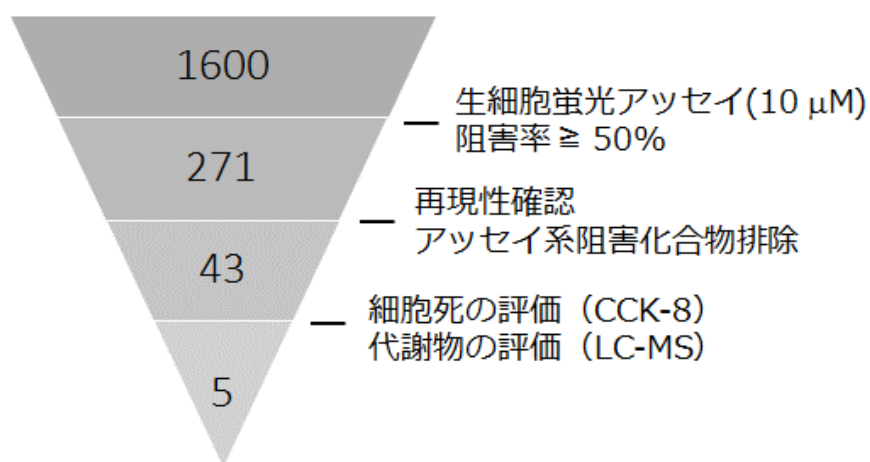 1600
生細胞蛍光アッセイ(10 μM)
阻害率≧ 50%
271
再現性確認
アッセイ系阻害化合物排除
43
細胞死の評価（CCK-8）
代謝物の評価（LC-MS）
5